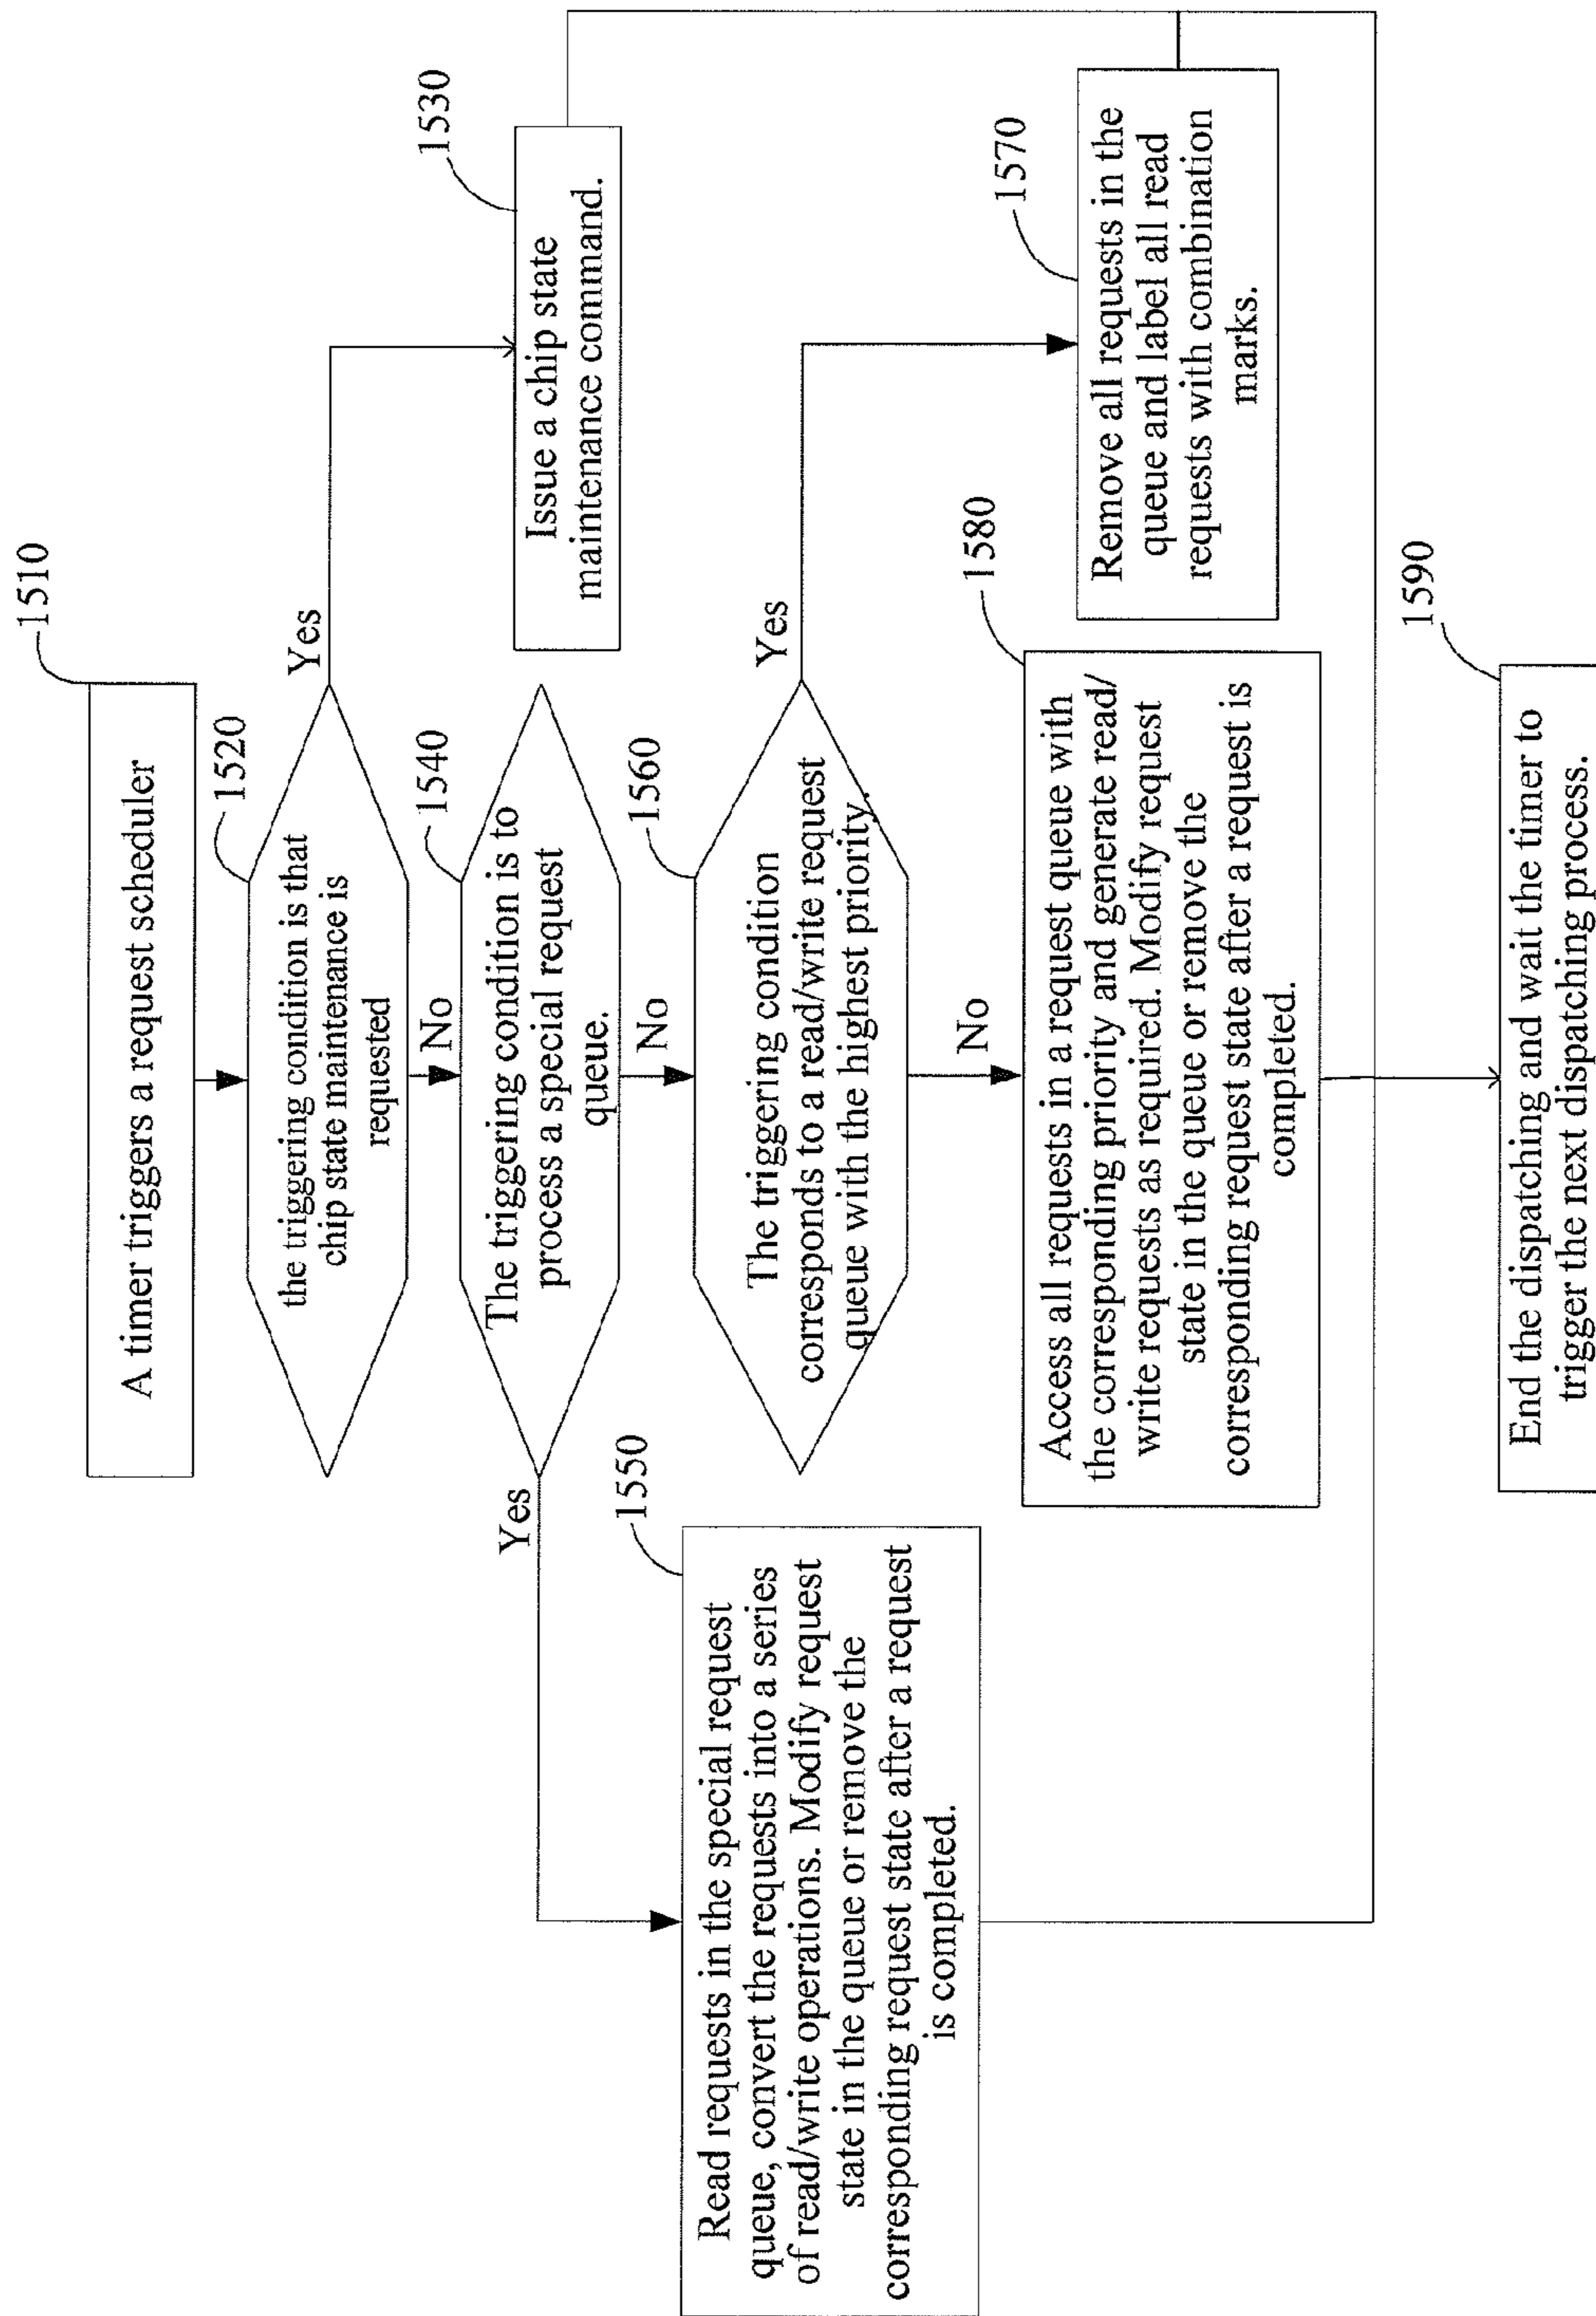 1510
A timer triggers a request scheduler
1520
the triggering condition is that
chip state maintenance is
requested
Yes
No
1530
Issue a chip state
maintenance command.
1540
The triggering condition is to
process a special request
queue.
Yes
No
1550
Read requests in the special request
queue, convert the requests into a series
of read/write operations. Modify request
state in the queue or remove the
corresponding request state after a request
is completed.
1560
The triggering condition
corresponds to a read/write request
queue with the highest priority.
Yes
No
1570
Remove all requests in the
queue and label all read
requests with combination
marks.
1580
Access all requests in a request queue with
the corresponding priority and generate read/
write requests as required. Modify request
state in the queue or remove the
corresponding request state after a request is
completed.
1590
End the dispatching and wait the timer to
trigger the next dispatching process.